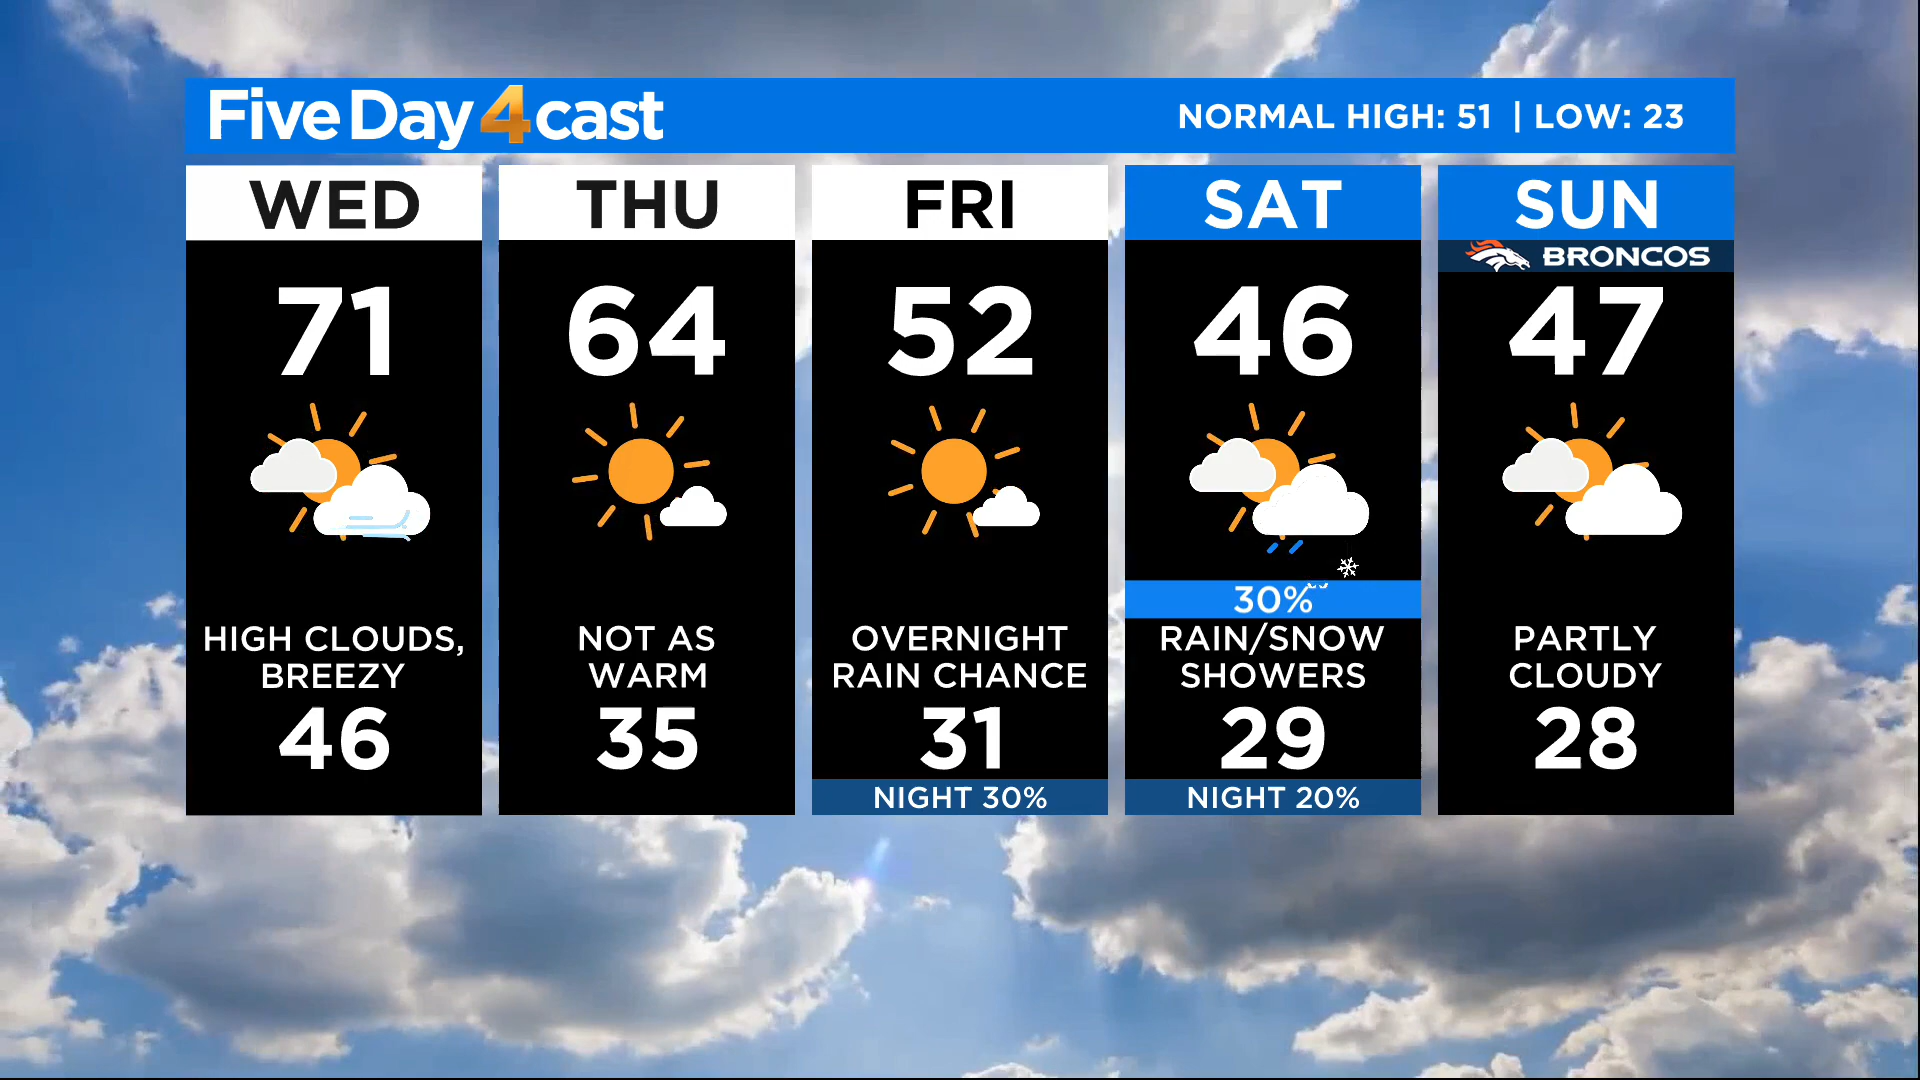 Five Day 4cast
NORMAL HIGH: 51 | LOW: 23
WED
71
HIGH CLOUDS,
BREEZY
46
THU
64
NOT AS
WARM
35
FRI
52
OVERNIGHT
RAIN CHANCE
31
NIGHT 30%
SAT
46
30%
RAIN/SNOW
SHOWERS
29
NIGHT 20%
SUN
BRONCOS
47
PARTLY
CLOUDY
28